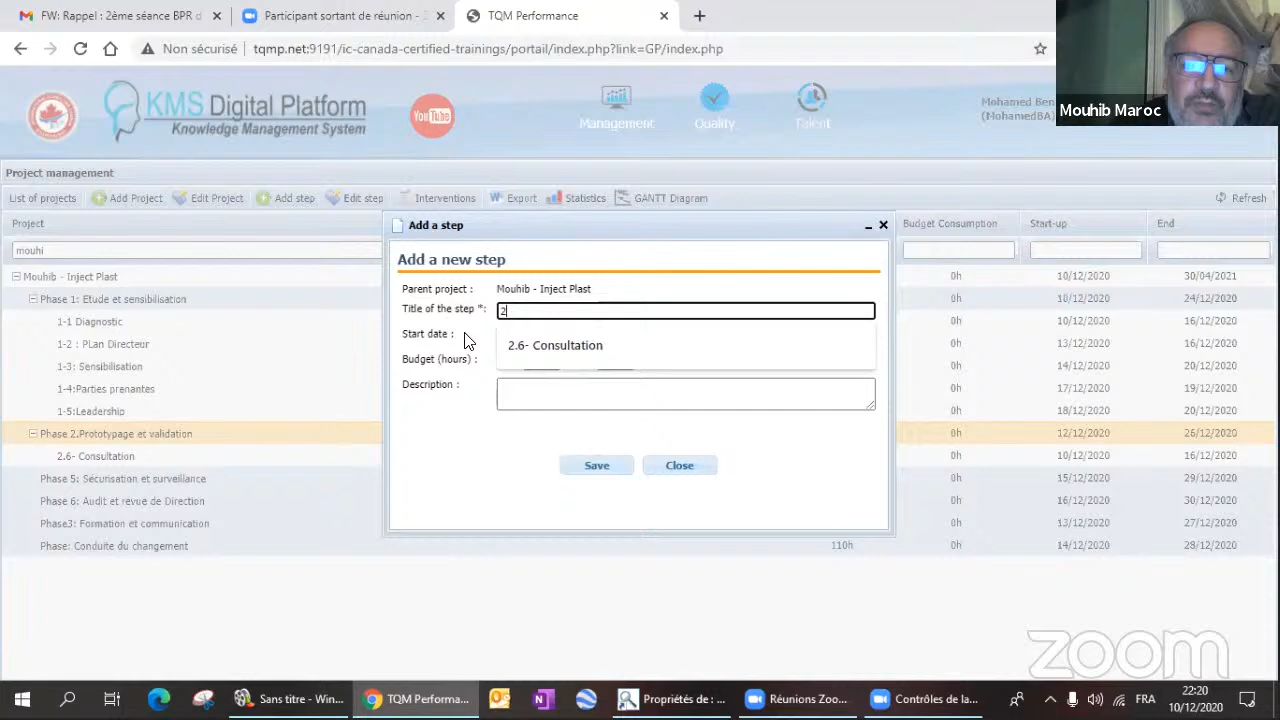 FW: Rappel : 2ème séance BPR d
Participant sortant de réunion - Z
TQM Performance
Non sécurisé
tqmp.net:9191/ic-canada-certified-trainings/portail/index.php?link=GP/index.php
Mouhib Maroc
KMS Digital Platform
Knowledge Management System
You Tube
Management
Quality
Talent
Mohamed Ben
(MohamedBA)
Project management
List of projects
Add Project
Edit Project
Add step
Edit step
Interventions
Export
Statistics
GANTT Diagram
Refresh
Project
Budget Consumption
Start-up
End
mouhi
Mouhib - Inject Plast
0h
10/12/2020
30/04/2021
Phase 1: Etude et sensibilisation
0h
10/12/2020
24/12/2020
1-1 Diagnostic
0h
10/12/2020
16/12/2020
1-2 : PLan Directeur
0h
13/12/2020
16/12/2020
1-3: Sensibilisation
0h
14/12/2020
20/12/2020
1-4:Parties prenantes
0h
17/12/2020
19/12/2020
1-5:Leadership
0h
18/12/2020
20/12/2020
Phase 2.Prototypage et validation
0h
12/12/2020
26/12/2020
2.6- Consultation
0h
10/12/2020
16/12/2020
Phase 5: Sécurisation et surveillance
0h
15/12/2020
29/12/2020
Phase 6: Audit et revue de Direction
0h
16/12/2020
30/12/2020
Phase3: Formation et communication
0h
13/12/2020
27/12/2020
Phase: Conduite du changement
110h
0h
14/12/2020
28/12/2020
Add a step
Add a new step
Parent project :
Mouhib - Inject Plast
Title of the step *:
2
2.6- Consultation
Start date :
Budget (hours) :
Description :
Save
Close
zoom
Sans titre - Win...
TQM Performa...
Propriétés de : ...
Réunions Zoo...
Contrôles de la...
FRA
22:20
10/12/2020